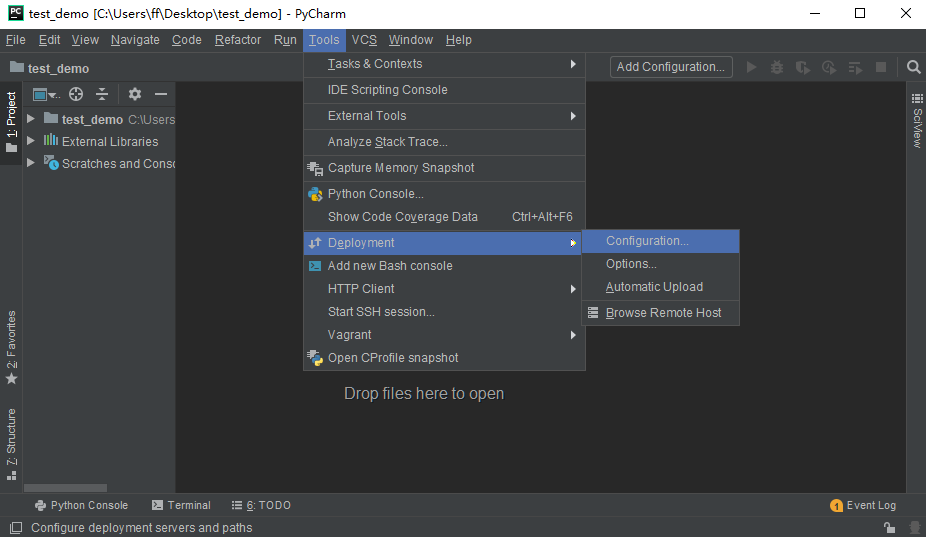 PC test_demo [C:\Users\ff\Desktop\test_demo] - PyCharm
File Edit View Navigate Code Refactor Run Tools VCS Window Help
test_demo
Add Configuration...
1: Project
test_demo C:\Users
External Libraries
Scratches and Conso
2: Favorites
7: Structure
Tasks & Contexts
IDE Scripting Console
External Tools
Analyze Stack Trace...
Capture Memory Snapshot
Python Console...
Show Code Coverage Data Ctrl+Alt+F6
Deployment
Add new Bash console
HTTP Client
Start SSH session...
Vagrant
Open CProfile snapshot
Configuration...
Options...
Automatic Upload
Browse Remote Host
Drop files here to open
SciView
Python Console Terminal 6: TODO
1 Event Log
Configure deployment servers and paths